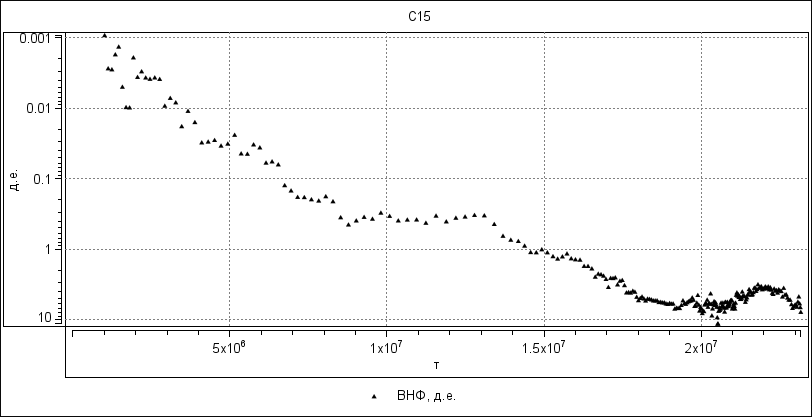 C15
0.001
0.01
0.1
1
10
д.е.
5x10⁶
1x10⁷
1.5x10⁷
2x10⁷
т
ВНФ, д.е.